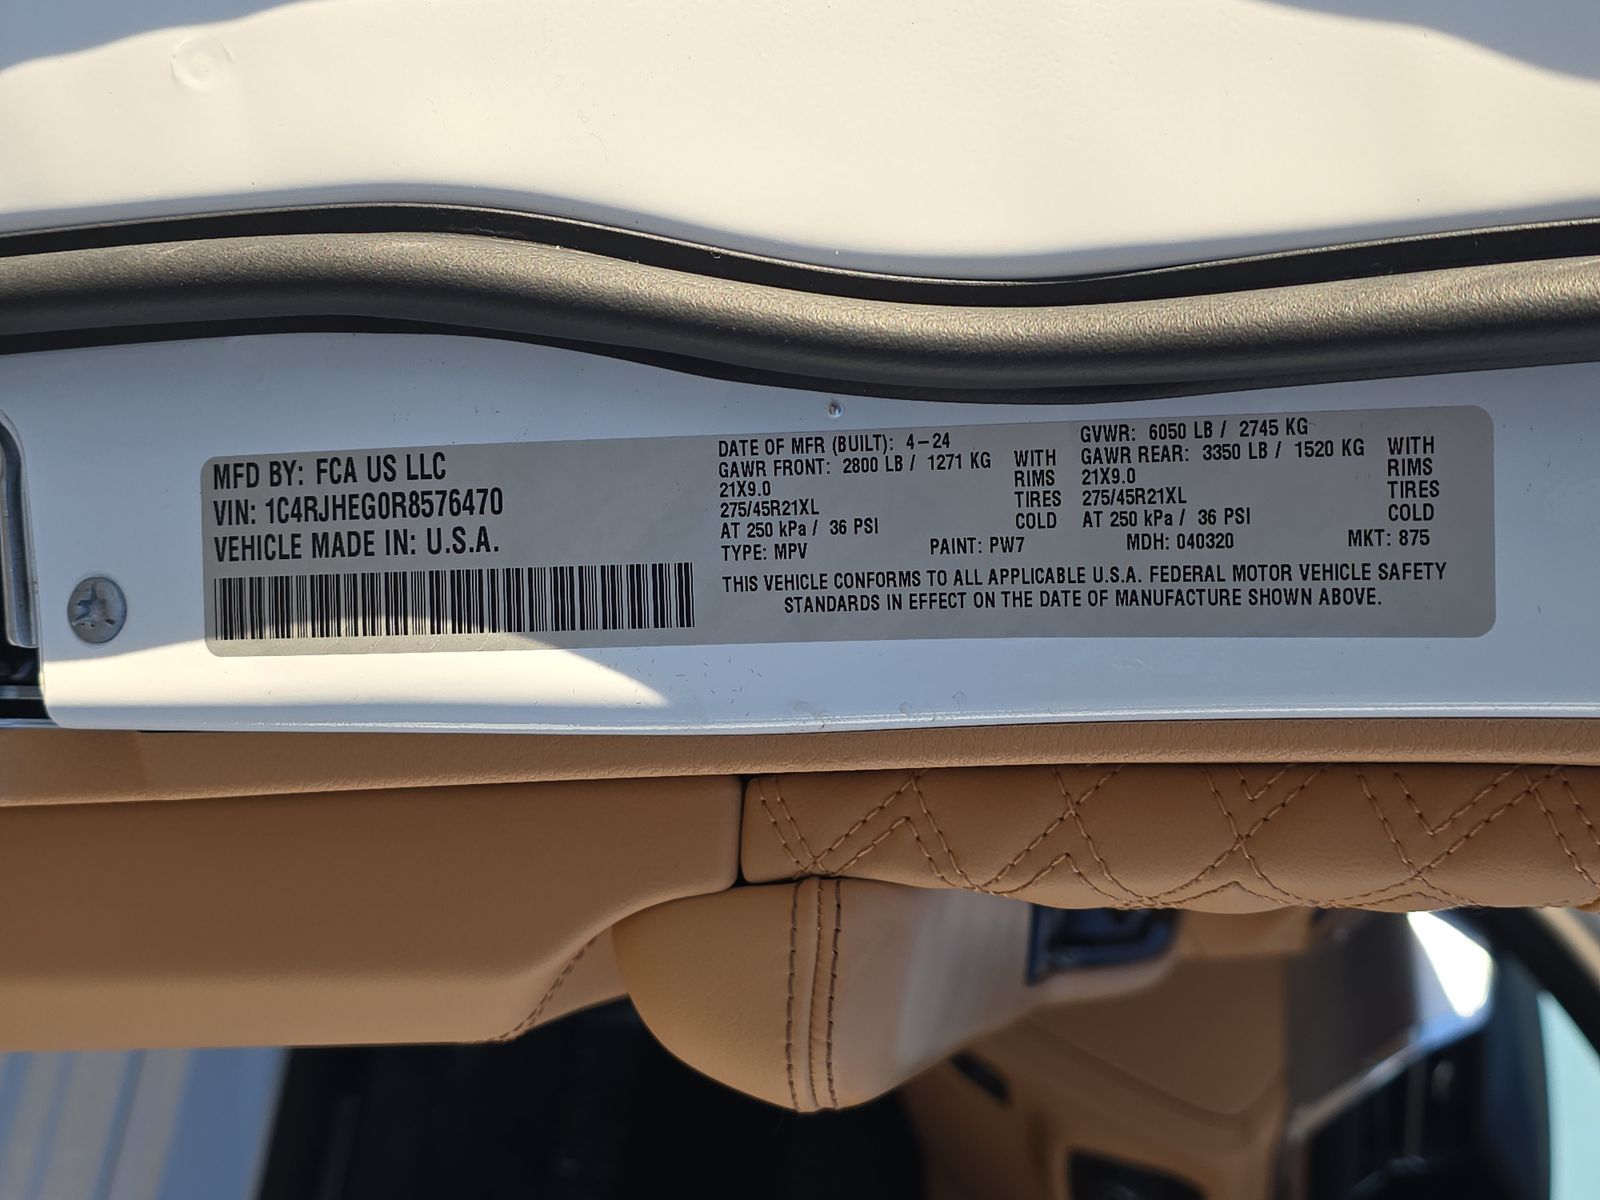 MFD BY: FCA US LLC
VIN: 1C4RJHEG0R8576470
VEHICLE MADE IN: U.S.A.
DATE OF MFR (BUILT): 4-24
GAWR FRONT: 2800 LB / 1271 KG
21X9.0
275/45R21XL
AT 250 kPa / 36 PSI
WITH
RIMS
TIRES
COLD
GVWR: 6050 LB / 2745 KG
GAWR REAR: 3350 LB / 1520 KG
21X9.0
275/45R21XL
AT 250 kPa / 36 PSI
WITH
RIMS
TIRES
COLD
TYPE: MPV PAINT: PW7 MDH: 040320 MKT: 875
THIS VEHICLE CONFORMS TO ALL APPLICABLE U.S.A. FEDERAL MOTOR VEHICLE SAFETY
STANDARDS IN EFFECT ON THE DATE OF MANUFACTURE SHOWN ABOVE.